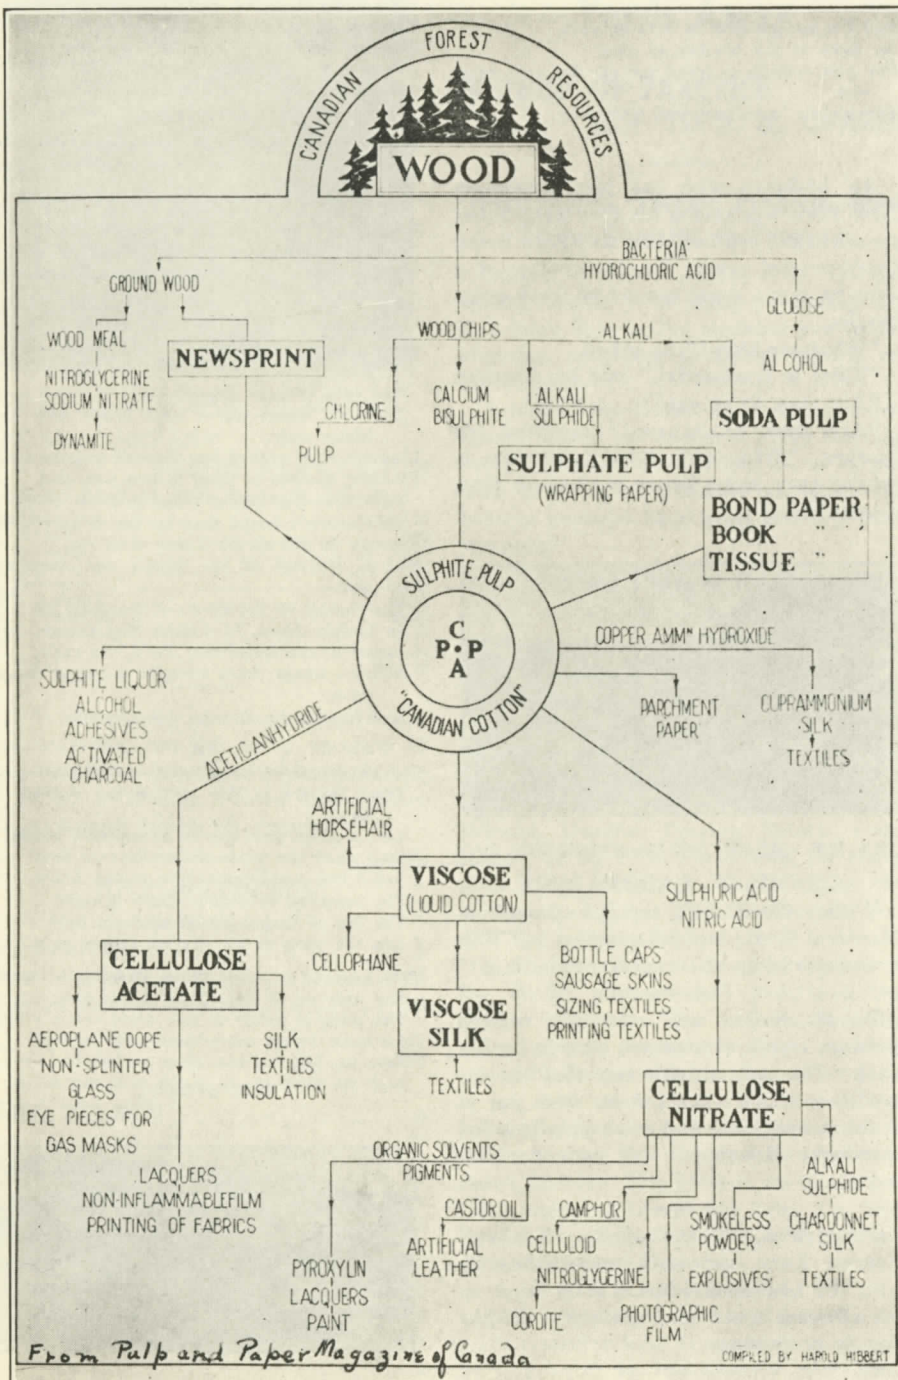 CANADIAN FOREST RESOURCES
WOOD
BACTERIA
HYDROCHLORIC ACID
GROUND WOOD
GLUCOSE
ALCOHOL
WOOD MEAL
NITROGLYCERINE
SODIUM NITRATE
DYNAMITE
NEWSPRINT
WOOD CHIPS
ALKALI
CHLORINE
PULP
CALCIUM
BISULPHITE
ALKALI
SULPHIDE
SULPHATE PULP
(WRAPPING PAPER)
SODA PULP
BOND PAPER
BOOK "
TISSUE "
SULPHITE PULP
C
P·P
A
"CANADIAN COTTON"
SULPHITE LIQUOR
ALCOHOL
ADHESIVES
ACTIVATED
CHARCOAL
ACETIC ANHYDRIDE
COPPER AMMN HYDROXIDE
PARCHMENT
PAPER
CUPRAMMONIUM
SILK
TEXTILES
ARTIFICIAL
HORSEHAIR
VISCOSE
(LIQUID COTTON)
CELLOPHANE
VISCOSE
SILK
TEXTILES
BOTTLE CAPS
SAUSAGE SKINS
SIZING TEXTILES
PRINTING TEXTILES
SULPHURIC ACID
NITRIC ACID
CELLULOSE
ACETATE
AEROPLANE DOPE
NON-SPLINTER
GLASS
EYE PIECES FOR
GAS MASKS
SILK
TEXTILES
INSULATION
LACQUERS
NON-INFLAMMABLE FILM
PRINTING OF FABRICS
CELLULOSE
NITRATE
ORGANIC SOLVENTS
PIGMENTS
PYROXYLIN
LACQUERS
PAINT
CASTOR OIL
ARTIFICIAL
LEATHER
CAMPHOR
CELLULOID
NITROGLYCERINE
CORDITE
PHOTOGRAPHIC
FILM
SMOKELESS
POWDER
EXPLOSIVES
ALKALI
SULPHIDE
CHARDONNET
SILK
TEXTILES
From Pulp and Paper Magazine of Canada
COMPILED BY HAROLD HIBBERT